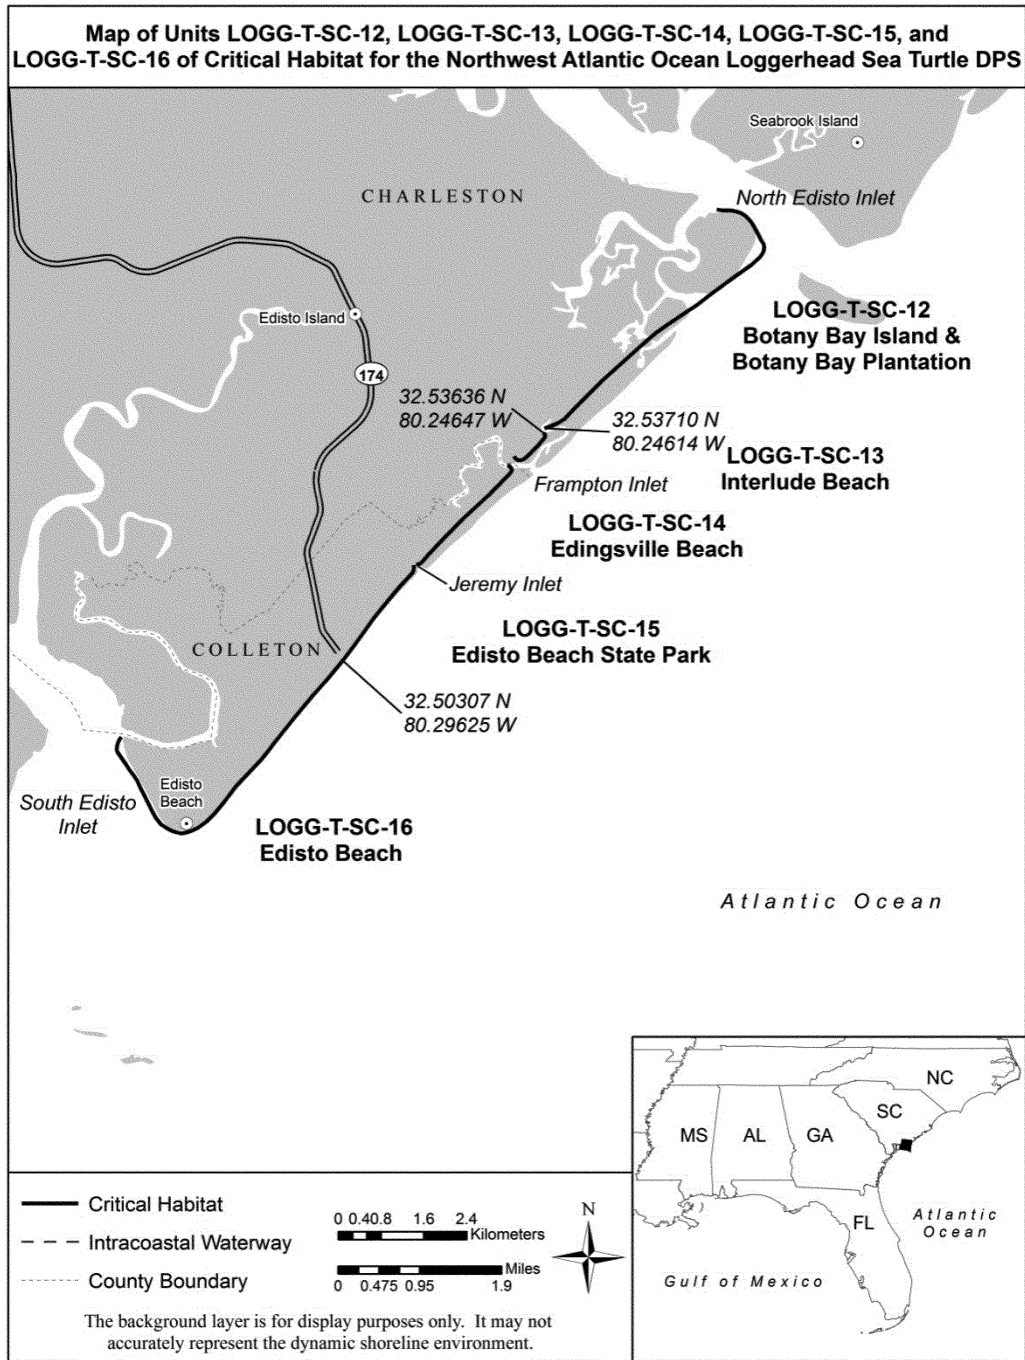 Map of Units LOGG-T-SC-12, LOGG-T-SC-13, LOGG-T-SC-14, LOGG-T-SC-15, and
LOGG-T-SC-16 of Critical Habitat for the Northwest Atlantic Ocean Loggerhead Sea Turtle DPS
Seabrook Island
CHARLESTON
North Edisto Inlet
Edisto Island
LOGG-T-SC-12
Botany Bay Island &
Botany Bay Plantation
174
32.53636 N
80.24647 W
32.53710 N
80.24614 W
LOGG-T-SC-13
Interlude Beach
Frampton Inlet
LOGG-T-SC-14
Edingsville Beach
Jeremy Inlet
LOGG-T-SC-15
Edisto Beach State Park
COLLETON
32.50307 N
80.29625 W
Edisto
Beach
South Edisto
Inlet
LOGG-T-SC-16
Edisto Beach
Atlantic Ocean
NC
SC
MS
AL
GA
FL
Atlantic
Ocean
Gulf of Mexico
Critical Habitat
Intracoastal Waterway
County Boundary
0 0.40.8 1.6 2.4
Kilometers
Miles
0 0.475 0.95 1.9
N
The background layer is for display purposes only. It may not
accurately represent the dynamic shoreline environment.